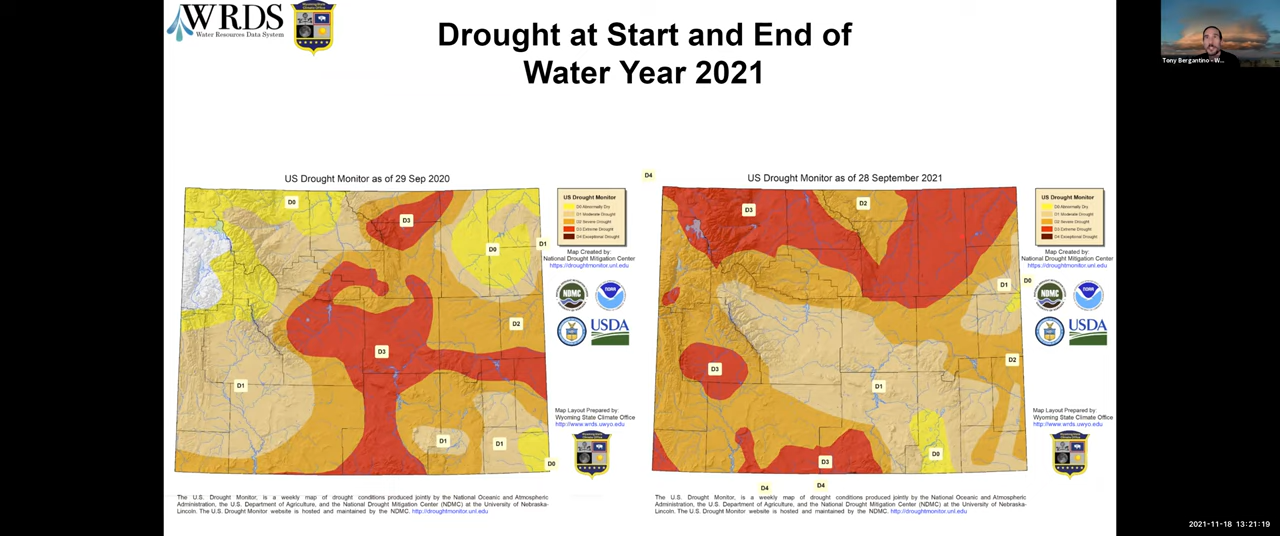 WRDS
Water Resources Data System
Drought at Start and End of
Water Year 2021
Tony Bergantino - W...
US Drought Monitor as of 29 Sep 2020
D0
D3
D0
D1
D2
D3
D1
D1
D1
D0
US Drought Monitor
D0 Abnormally Dry
D1 Moderate Drought
D2 Severe Drought
D3 Extreme Drought
D4 Exceptional Drought
Map Created by:
National Drought Mitigation Center
https://droughtmonitor.unl.edu
NDMC
NOAA
USDA
Map Layout Prepared by:
Wyoming State Climate Office
http://www.wrds.uwyo.edu
The U.S. Drought Monitor, is a weekly map of drought conditions produced jointly by the National Oceanic and Atmospheric
Administration, the U.S. Department of Agriculture, and the National Drought Mitigation Center (NDMC) at the University of Nebraska-
Lincoln. The U.S. Drought Monitor website is hosted and maintained by the NDMC. http://droughtmonitor.unl.edu
D4
US Drought Monitor as of 28 September 2021
D3
D2
D1
D0
D2
D3
D1
D0
D3
D4
D4
US Drought Monitor
D0 Abnormally Dry
D1 Moderate Drought
D2 Severe Drought
D3 Extreme Drought
D4 Exceptional Drought
Map Created by:
National Drought Mitigation Center
https://droughtmonitor.unl.edu
NDMC
NOAA
USDA
Map Layout Prepared by:
Wyoming State Climate Office
http://www.wrds.uwyo.edu
The U.S. Drought Monitor, is a weekly map of drought conditions produced jointly by the National Oceanic and Atmospheric
Administration, the U.S. Department of Agriculture, and the National Drought Mitigation Center (NDMC) at the University of Nebraska-
Lincoln. The U.S. Drought Monitor website is hosted and maintained by the NDMC. http://droughtmonitor.unl.edu
2021-11-18 13:21:19